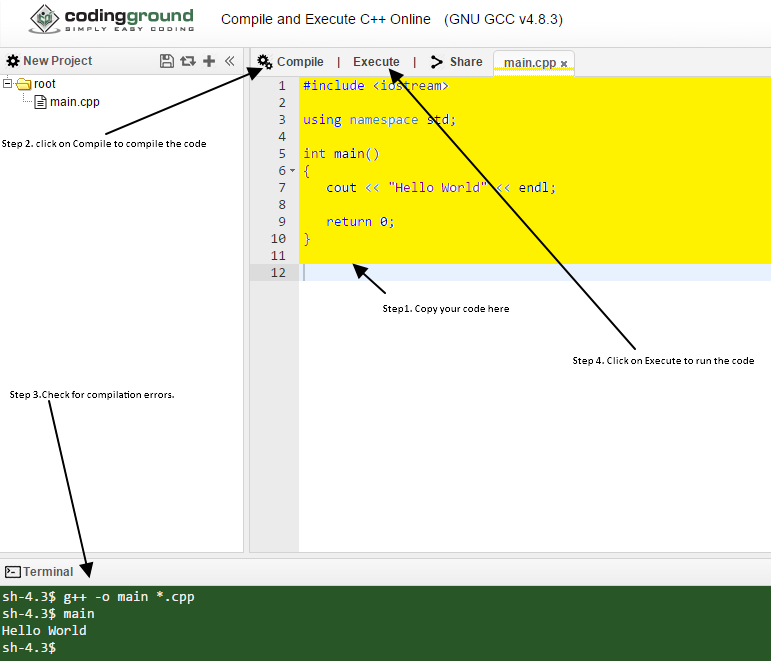 codingground
SIMPLY EASY CODING
Compile and Execute C++ Online (GNU GCC v4.8.3)
New Project
Compile | Execute | Share main.cpp x
root
main.cpp
Step 2. click on Compile to compile the code
1 #include <iostream>
2
3 using namespace std;
4
5 int main()
6 {
7 cout << "Hello World" << endl;
8
9 return 0;
10 }
11
12
Step1. Copy your code here
Step 4. Click on Execute to run the code
Step 3.Check for compilation errors.
Terminal
sh-4.3$ g++ -o main *.cpp
sh-4.3$ main
Hello World
sh-4.3$